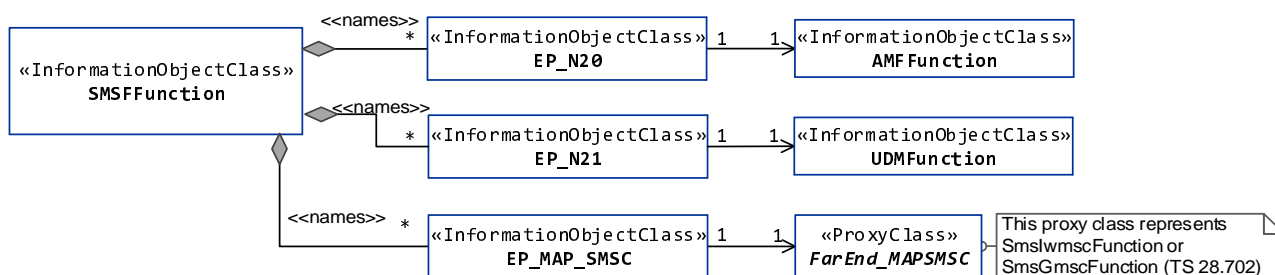 <<names>>
*
«InformationObjectClass»
SMSFFunction
«InformationObjectClass»
EP_N20
1
1
«InformationObjectClass»
AMFFunction
<<names>>
*
«InformationObjectClass»
EP_N21
1
1
«InformationObjectClass»
UDMFunction
<<names>>
*
«InformationObjectClass»
EP_MAP_SMSC
1
1
«ProxyClass»
FarEnd_MAPSMSC
This proxy class represents
SmsIwmscFunction or
SmsGmscFunction (TS 28.702)